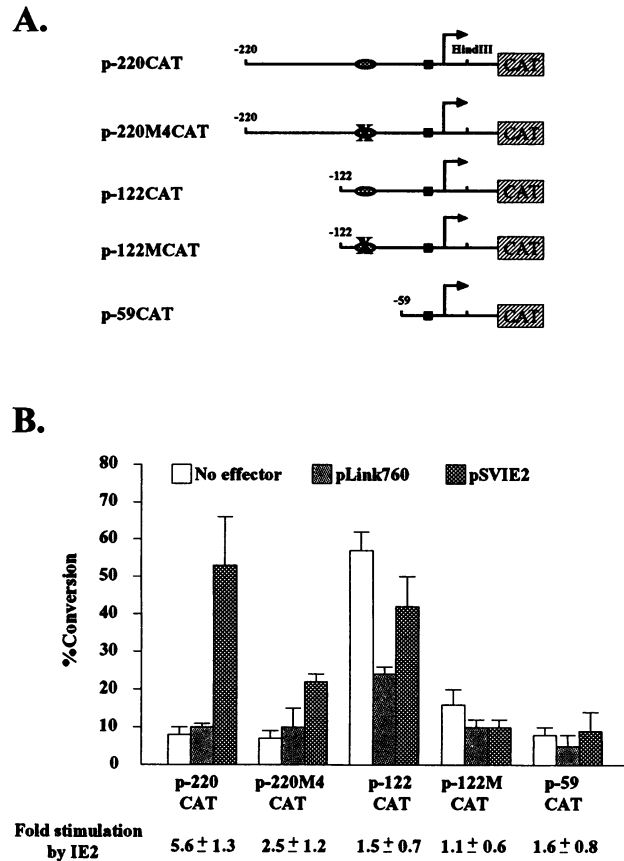 A.
p-220CAT
-220
HindIII
CAT
p-220M4CAT
-220
X
CAT
p-122CAT
-122
CAT
p-122MCAT
-122
X
CAT
p-59CAT
-59
CAT
B.
80
70
60
50
40
30
20
10
0
%Conversion
No effector
pLink760
pSVIE2
p-220
CAT
p-220M4
CAT
p-122
CAT
p-122M
CAT
p-59
CAT
Fold stimulation
by IE2
5.6 ± 1.3
2.5 ± 1.2
1.5 ± 0.7
1.1 ± 0.6
1.6 ± 0.8